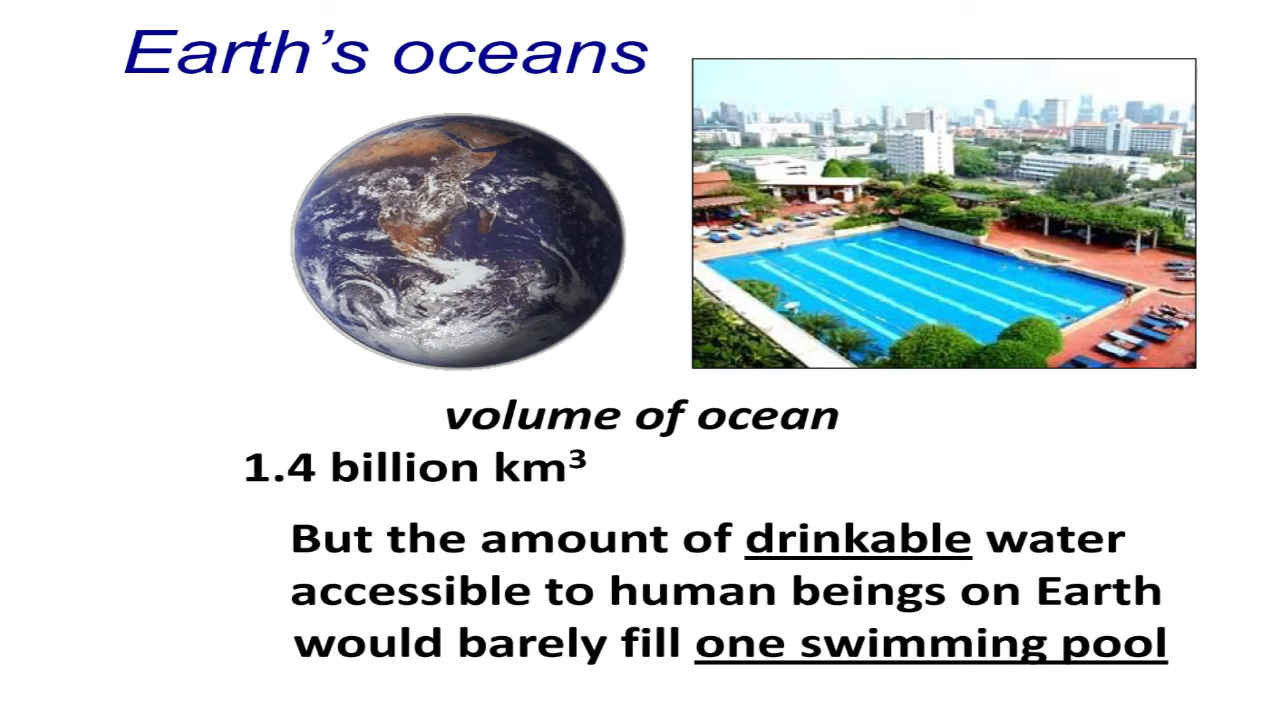 Earth’s oceans
volume of ocean
1.4 billion km³
But the amount of drinkable water
accessible to human beings on Earth
would barely fill one swimming pool